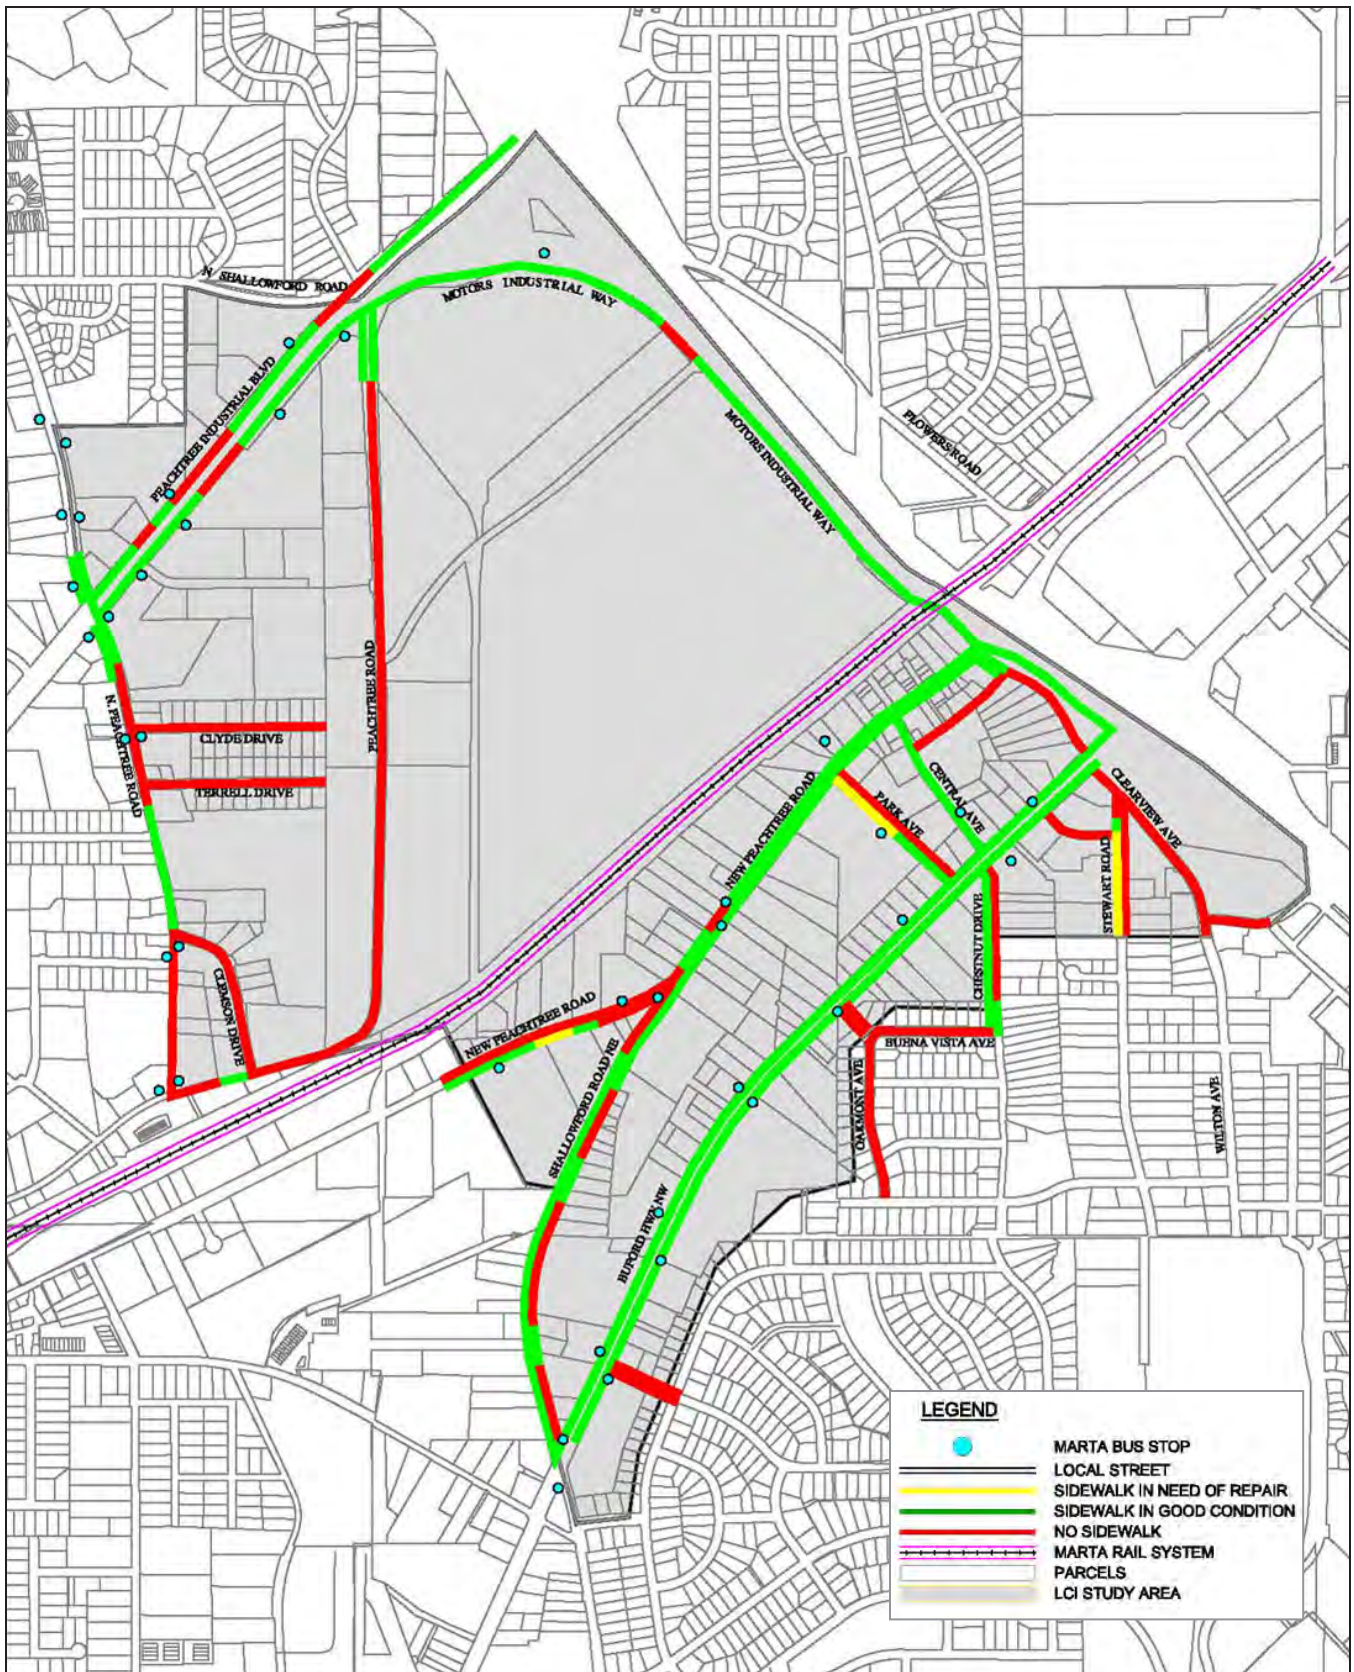 N SHALLOWFORD ROAD
MOTORS INDUSTRIAL WAY
PEACHTREE INDUSTRIAL BLVD
MOTORS INDUSTRIAL WAY
FLOWERS ROAD
PEACHTREE ROAD
N. PEACHTREE ROAD
CLYDE DRIVE
TERRELL DRIVE
NEW PEACHTREE ROAD
PARK AVE
CENTRAL AVE
CLEARVIEW AVE
STEWART ROAD
CHESTNUT DRIVE
CLEMSON DRIVE
NEW PEACHTREE ROAD
SHALLOWFORD ROAD NE
BUENA VISTA AVE
OAKMONT AVE
WILTON AVE
BUFORD HWY NW
LEGEND
MARTA BUS STOP
LOCAL STREET
SIDEWALK IN NEED OF REPAIR
SIDEWALK IN GOOD CONDITION
NO SIDEWALK
MARTA RAIL SYSTEM
PARCELS
LCI STUDY AREA